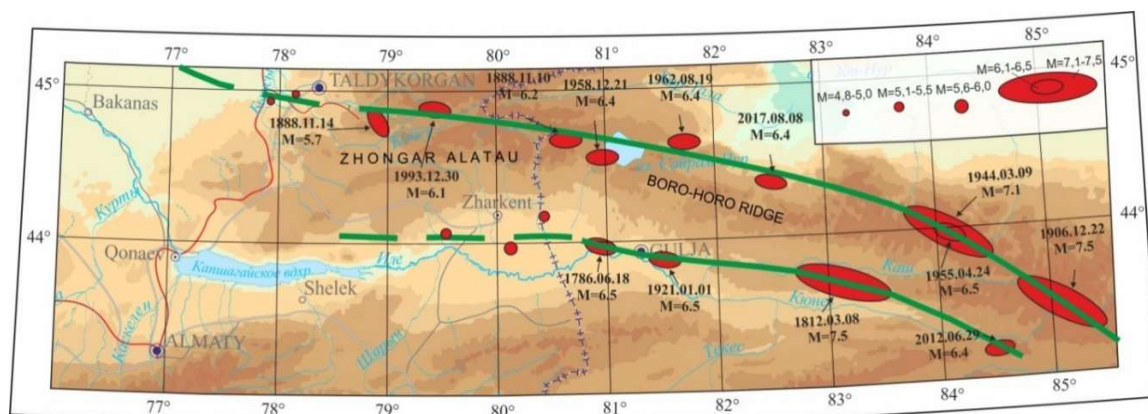 77°
78°
79°
80°
81°
82°
83°
84°
85°
M=4,8-5,0
M=5,1-5,5
M=5,6-6,0
M=6,1-6,5
M=7,1-7,5
45°
45°
Bakanas
TALDYKORGAN
1888.11.10
M=6.2
1958.12.21
M=6.4
1962.08.19
M=6.4
1888.11.14
M=5.7
ZHONGAR ALATAU
1993.12.30
M=6.1
2017.08.08
M=6.4
BORO-HORO RIDGE
1944.03.09
M=7.1
Zharkent
Курты
44°
44°
1906.12.22
M=7.5
Qonaev
Капшагайское вдхр.
Иле
GULJA
Каш
1955.04.24
M=6.5
1786.06.18
M=6.5
1921.01.01
M=6.5
Кюнес
Shelek
1812.03.08
M=7.5
2012.06.29
M=6.4
Каскелен
ALMATY
Текес
77°
78°
79°
80°
81°
82°
83°
84°
85°